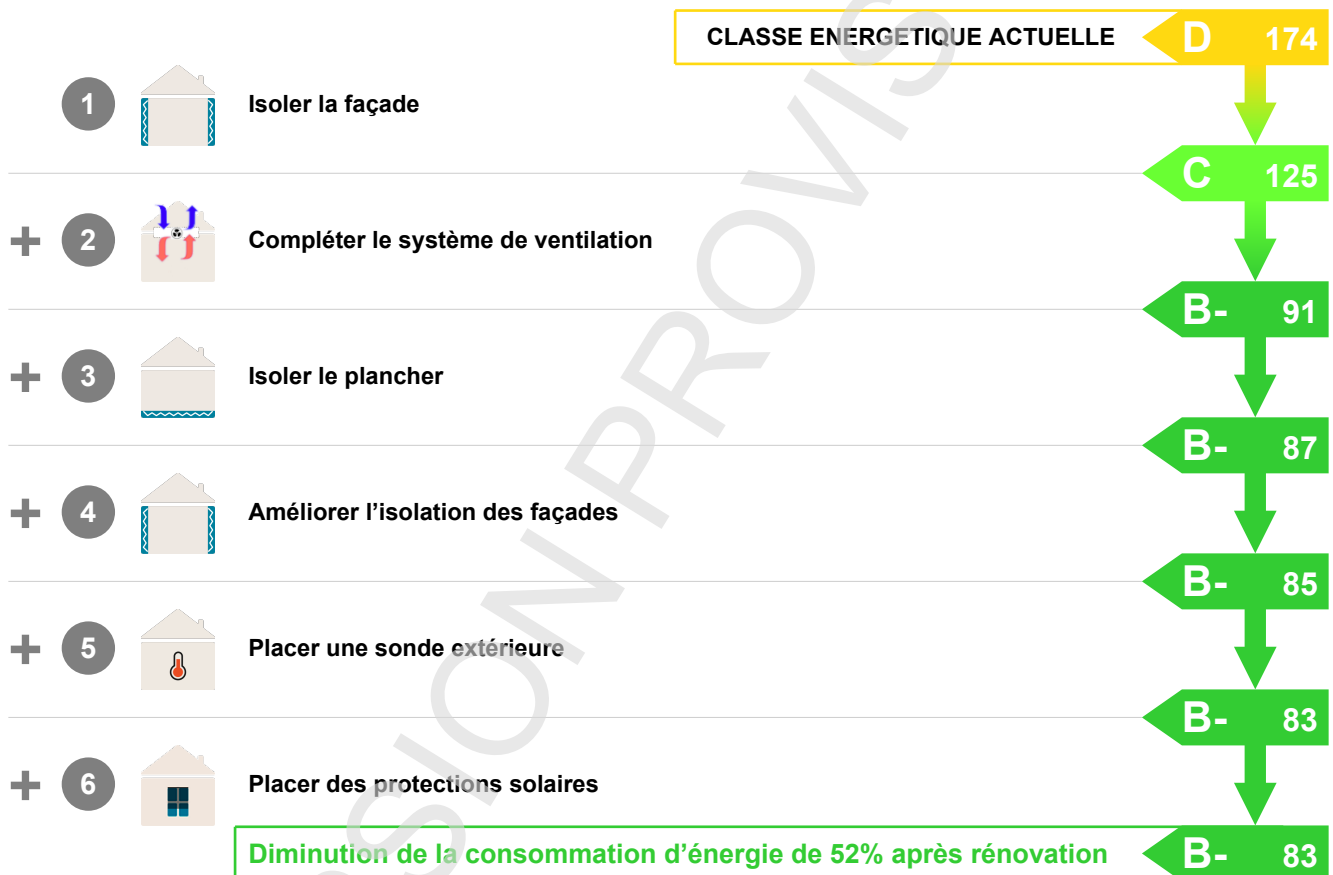 CLASSE ENERGETIQUE ACTUELLE D 174
1 Isoler la façade
C 125
+ 2 Compléter le système de ventilation
B- 91
+ 3 Isoler le plancher
B- 87
+ 4 Améliorer l’isolation des façades
B- 85
+ 5 Placer une sonde extérieure
B- 83
+ 6 Placer des protections solaires
Diminution de la consommation d’énergie de 52% après rénovation B- 83
SION PROVIS